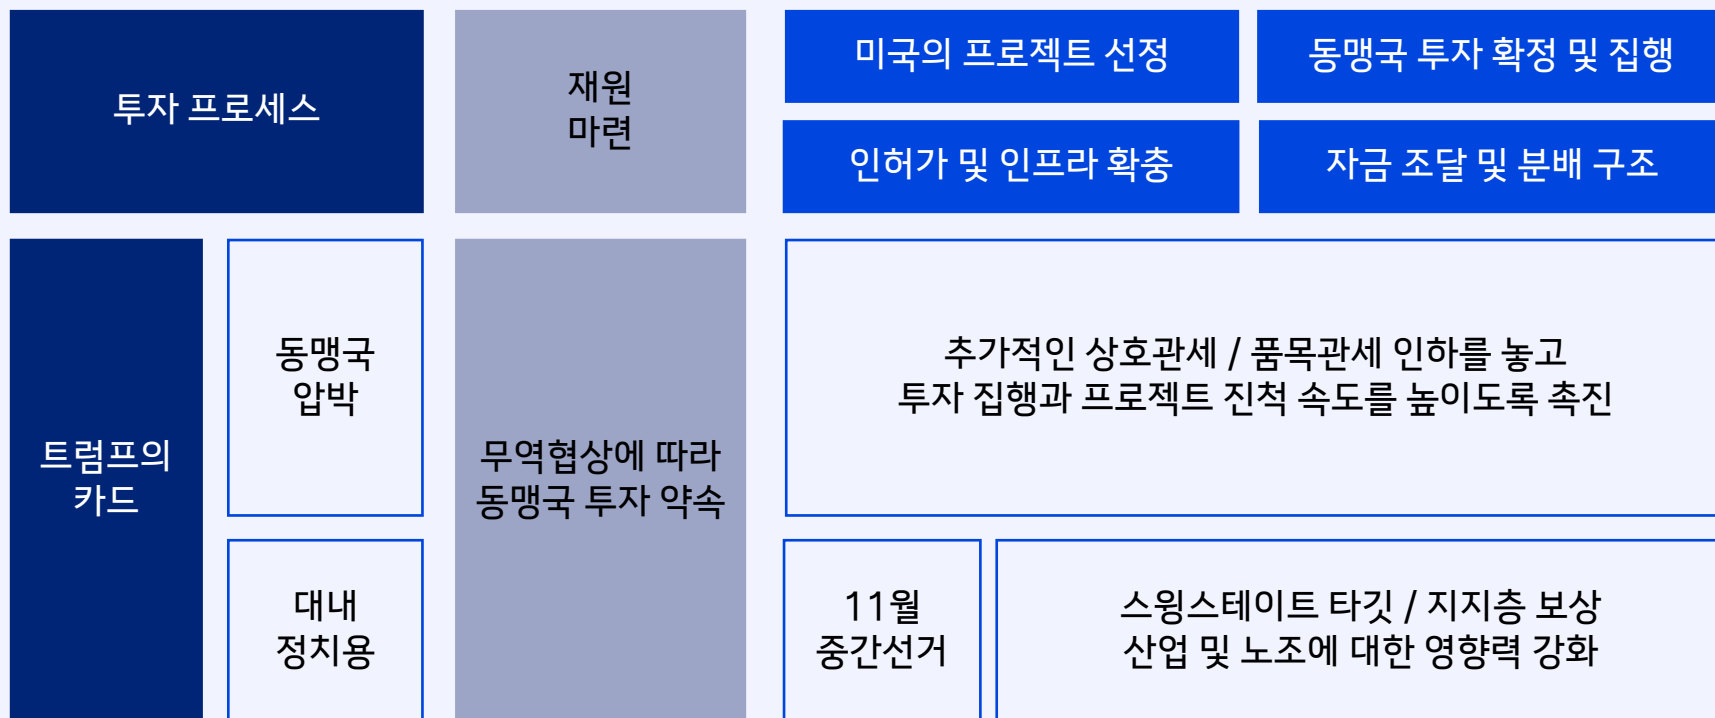 투자 프로세스
재원
마련
미국의 프로젝트 선정
동맹국 투자 확정 및 집행
인허가 및 인프라 확충
자금 조달 및 분배 구조
트럼프의
카드
동맹국
압박
무역협상에 따라
동맹국 투자 약속
추가적인 상호관세 / 품목관세 인하를 놓고
투자 집행과 프로젝트 진척 속도를 높이도록 촉진
대내
정치용
11월
중간선거
스윙스테이트 타깃 / 지지층 보상
산업 및 노조에 대한 영향력 강화